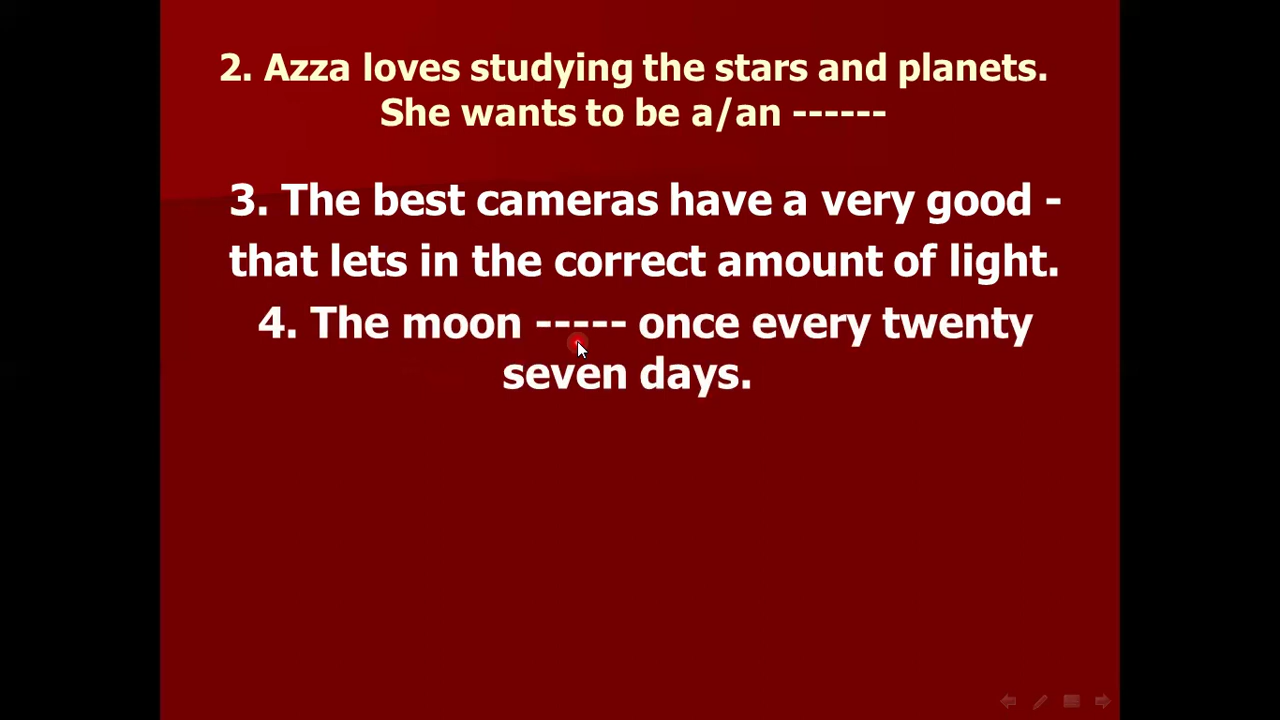 2. Azza loves studying the stars and planets.
She wants to be a/an ------
3. The best cameras have a very good -
that lets in the correct amount of light.
4. The moon ----- once every twenty
seven days.